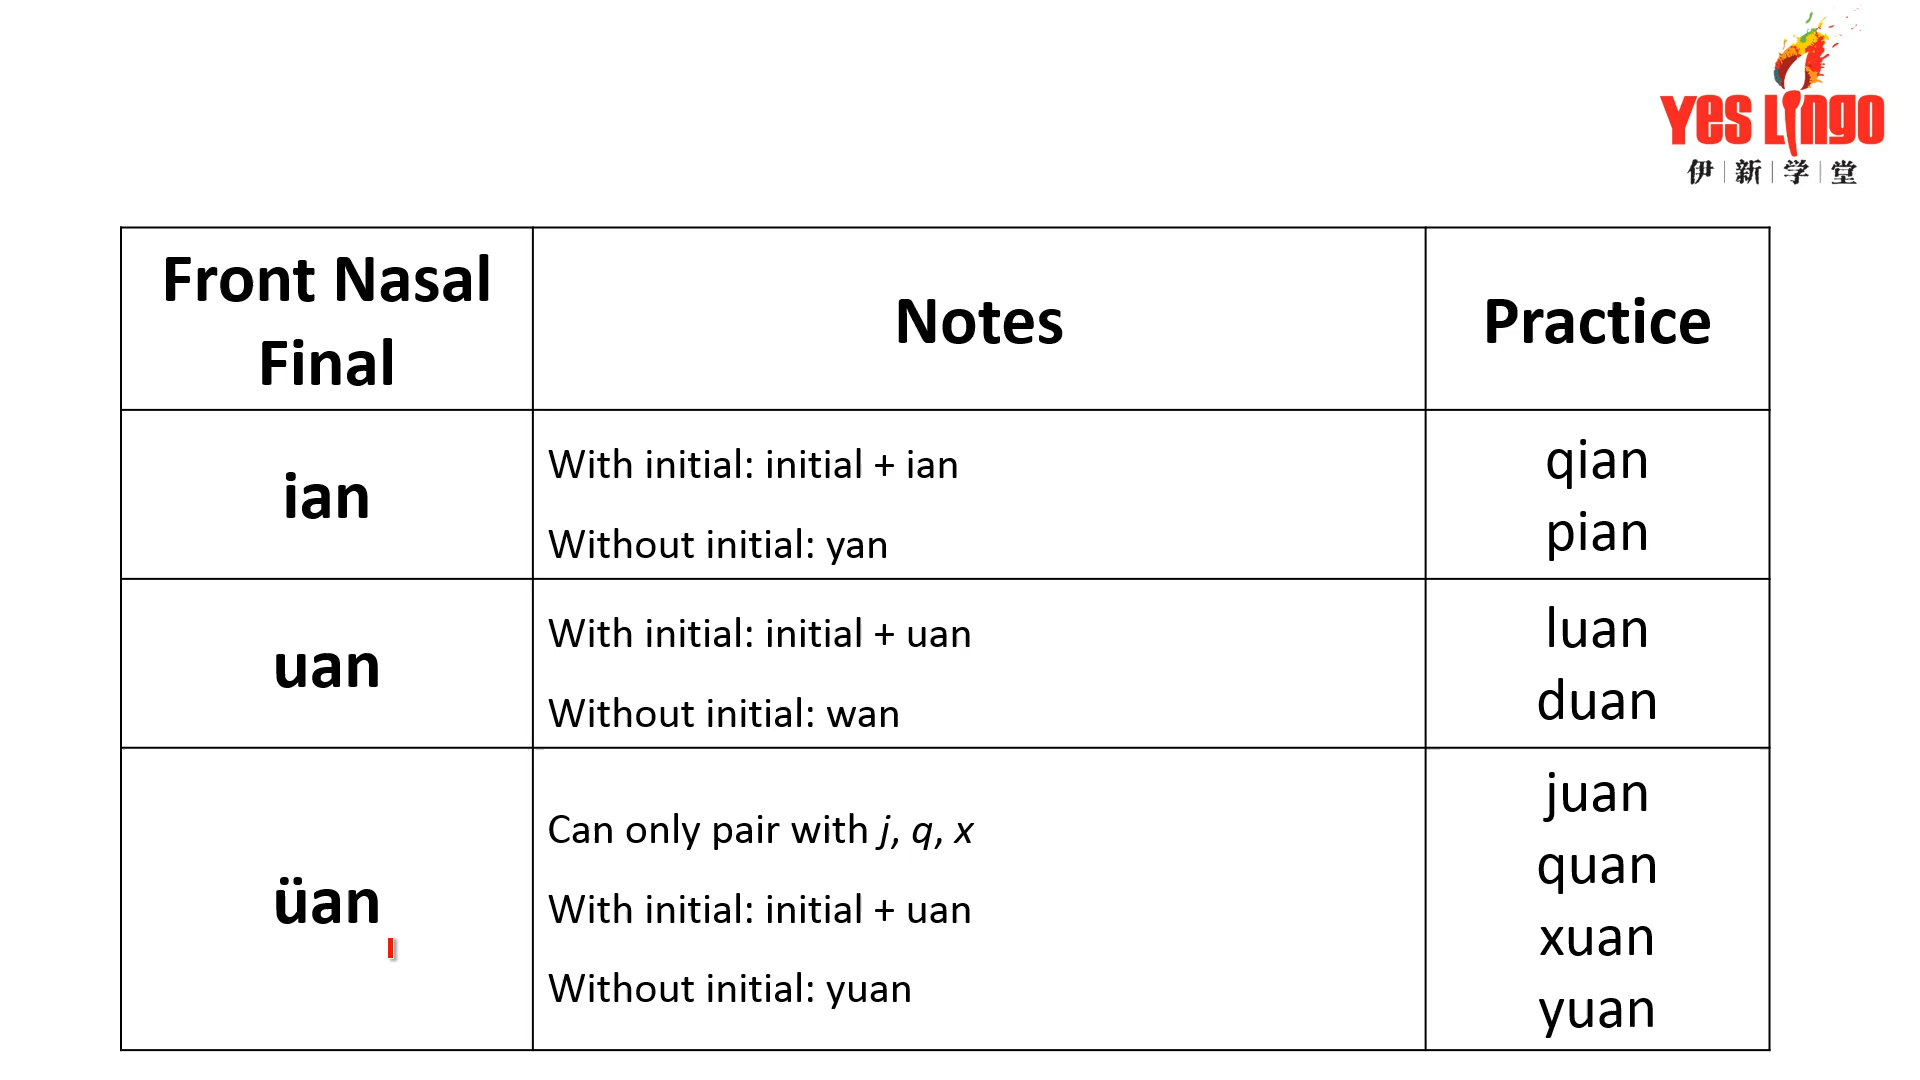 Yes Lingo
伊新学堂
Front Nasal
Final
Notes
Practice
ian
With initial: initial + ian
Without initial: yan
qian
pian
uan
With initial: initial + uan
Without initial: wan
luan
duan
üan
Can only pair with j, q, x
With initial: initial + uan
Without initial: yuan
juan
quan
xuan
yuan